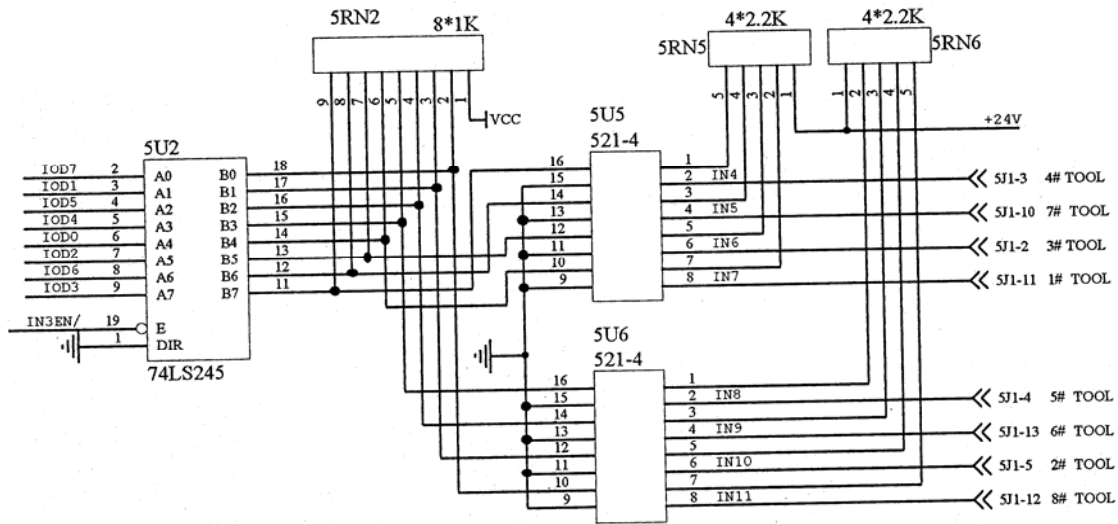 5RN2
8*1K
9 8 7 6 5 4 3 2 1
VCC
4*2.2K
5RN5
5 4 3 2 1
4*2.2K
5RN6
1 2 3 4 5
+24V
5U2
IOD7 2 A0 B0 18
IOD1 3 A1 B1 17
IOD5 4 A2 B2 16
IOD4 5 A3 B3 15
IOD0 6 A4 B4 14
IOD2 7 A5 B5 13
IOD6 8 A6 B6 12
IOD3 9 A7 B7 11
IN3EN/ 19 E
1 DIR
74LS245
5U5
521-4
16 1
15 2 IN4 5J1-3 4# TOOL
14 3
13 4 IN5 5J1-10 7# TOOL
12 5
11 6 IN6 5J1-2 3# TOOL
10 7
9 8 IN7 5J1-11 1# TOOL
5U6
521-4
16 1
15 2 IN8 5J1-4 5# TOOL
14 3
13 4 IN9 5J1-13 6# TOOL
12 5
11 6 IN10 5J1-5 2# TOOL
10 7
9 8 IN11 5J1-12 8# TOOL